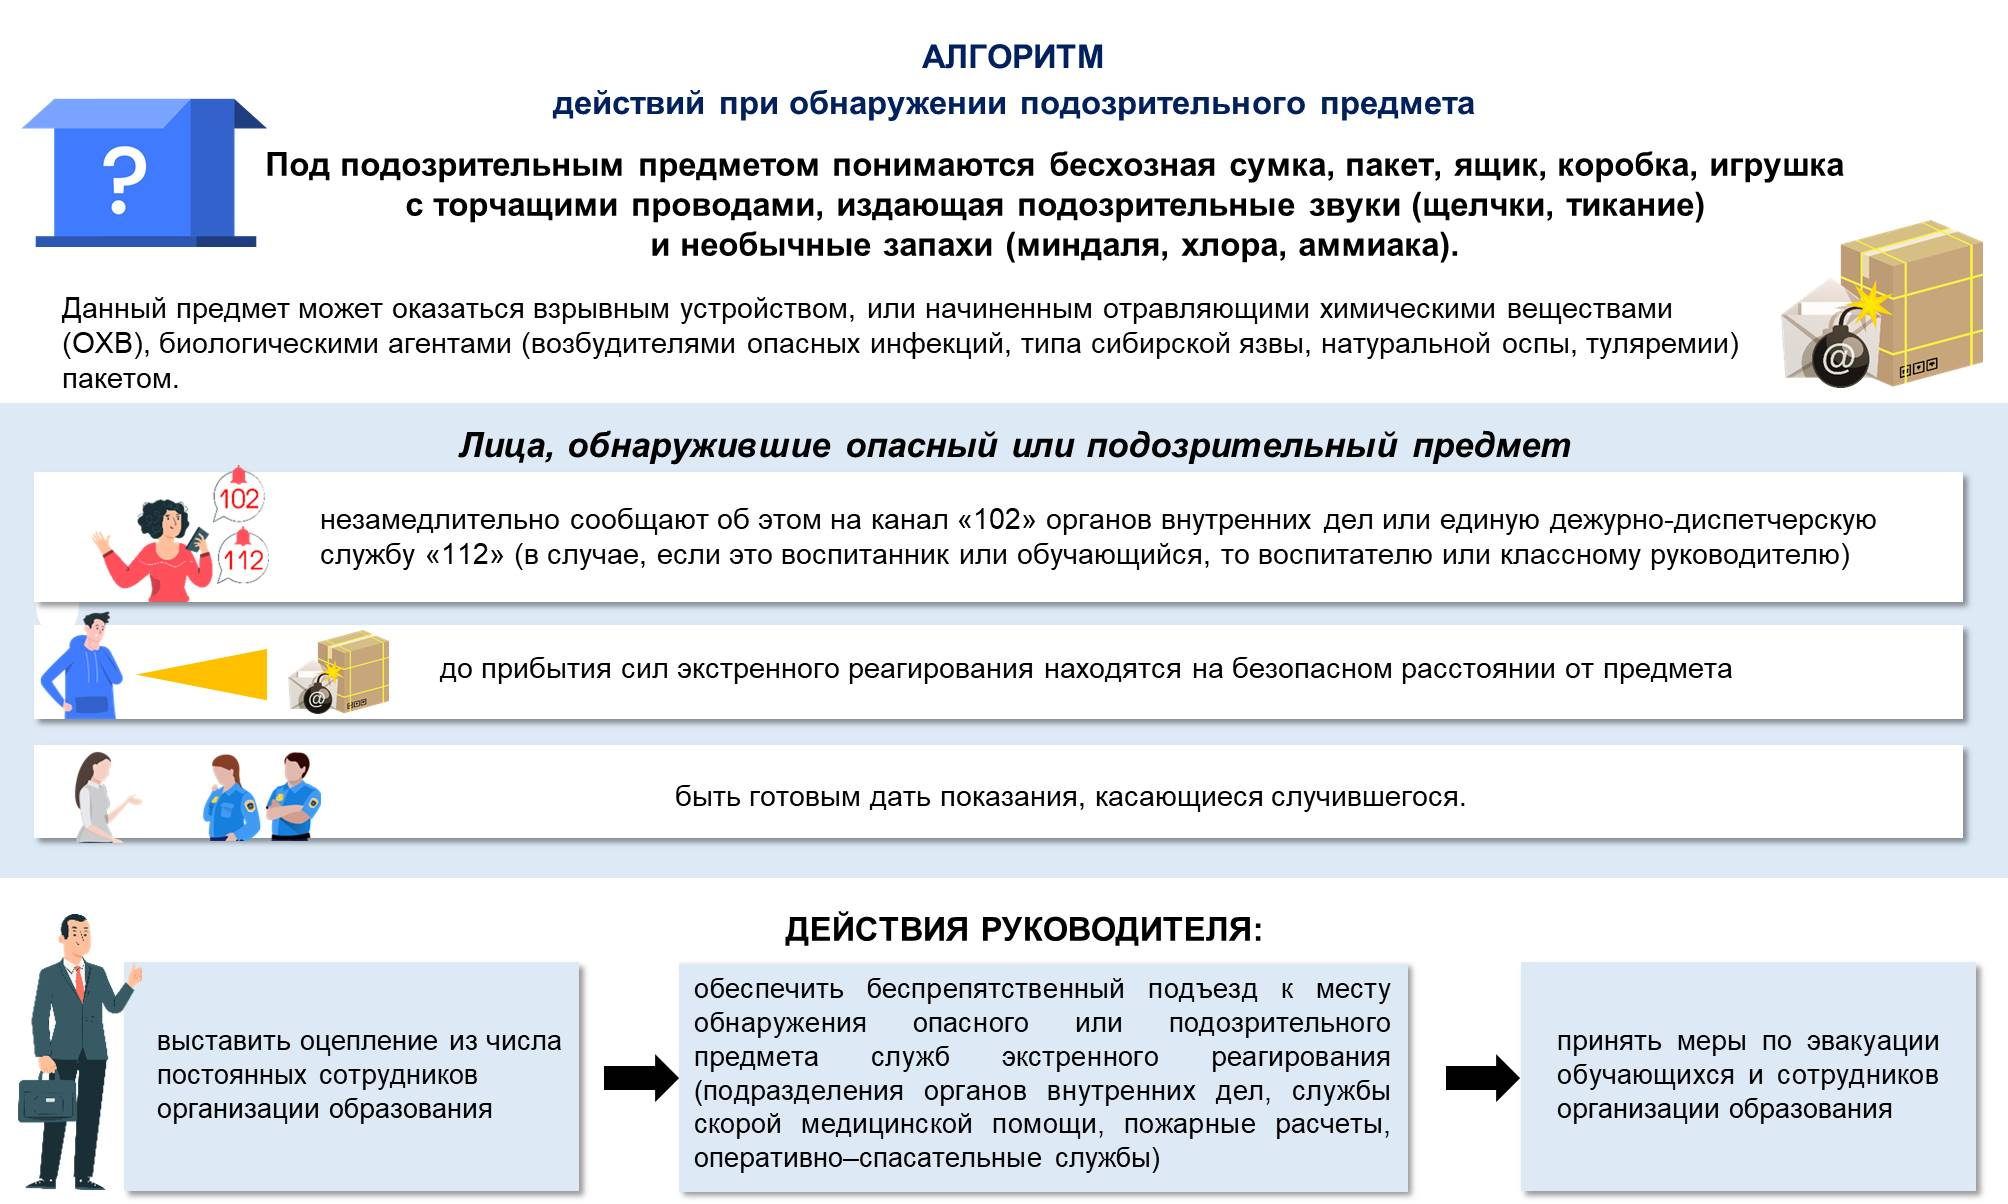 АЛГОРИТМ
действий при обнаружении подозрительного предмета
?
Под подозрительным предметом понимаются бесхозная сумка, пакет, ящик, коробка, игрушка
с торчащими проводами, издающая подозрительные звуки (щелчки, тикание)
и необычные запахи (миндаля, хлора, аммиака).
Данный предмет может оказаться взрывным устройством, или начиненным отравляющими химическими веществами
(ОХВ), биологическими агентами (возбудителями опасных инфекций, типа сибирской язвы, натуральной оспы, туляремии)
пакетом.
@
Лица, обнаружившие опасный или подозрительный предмет
102
112
незамедлительно сообщают об этом на канал «102» органов внутренних дел или единую дежурно-диспетчерскую
службу «112» (в случае, если это воспитанник или обучающийся, то воспитателю или классному руководителю)
@
до прибытия сил экстренного реагирования находятся на безопасном расстоянии от предмета
быть готовым дать показания, касающиеся случившегося.
ДЕЙСТВИЯ РУКОВОДИТЕЛЯ:
выставить оцепление из числа
постоянных сотрудников
организации образования
обеспечить беспрепятственный подъезд к месту
обнаружения опасного или подозрительного
предмета служб экстренного реагирования
(подразделения органов внутренних дел, службы
скорой медицинской помощи, пожарные расчеты,
оперативно–спасательные службы)
принять меры по эвакуации
обучающихся и сотрудников
организации образования